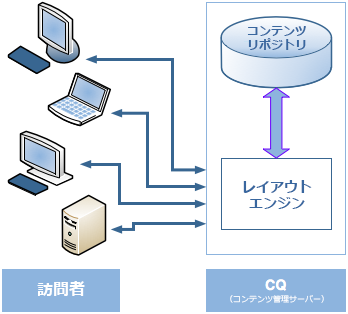 コンテンツ
リポジトリ
レイアウト
エンジン
訪問者
CQ
（コンテンツ管理サーバー）